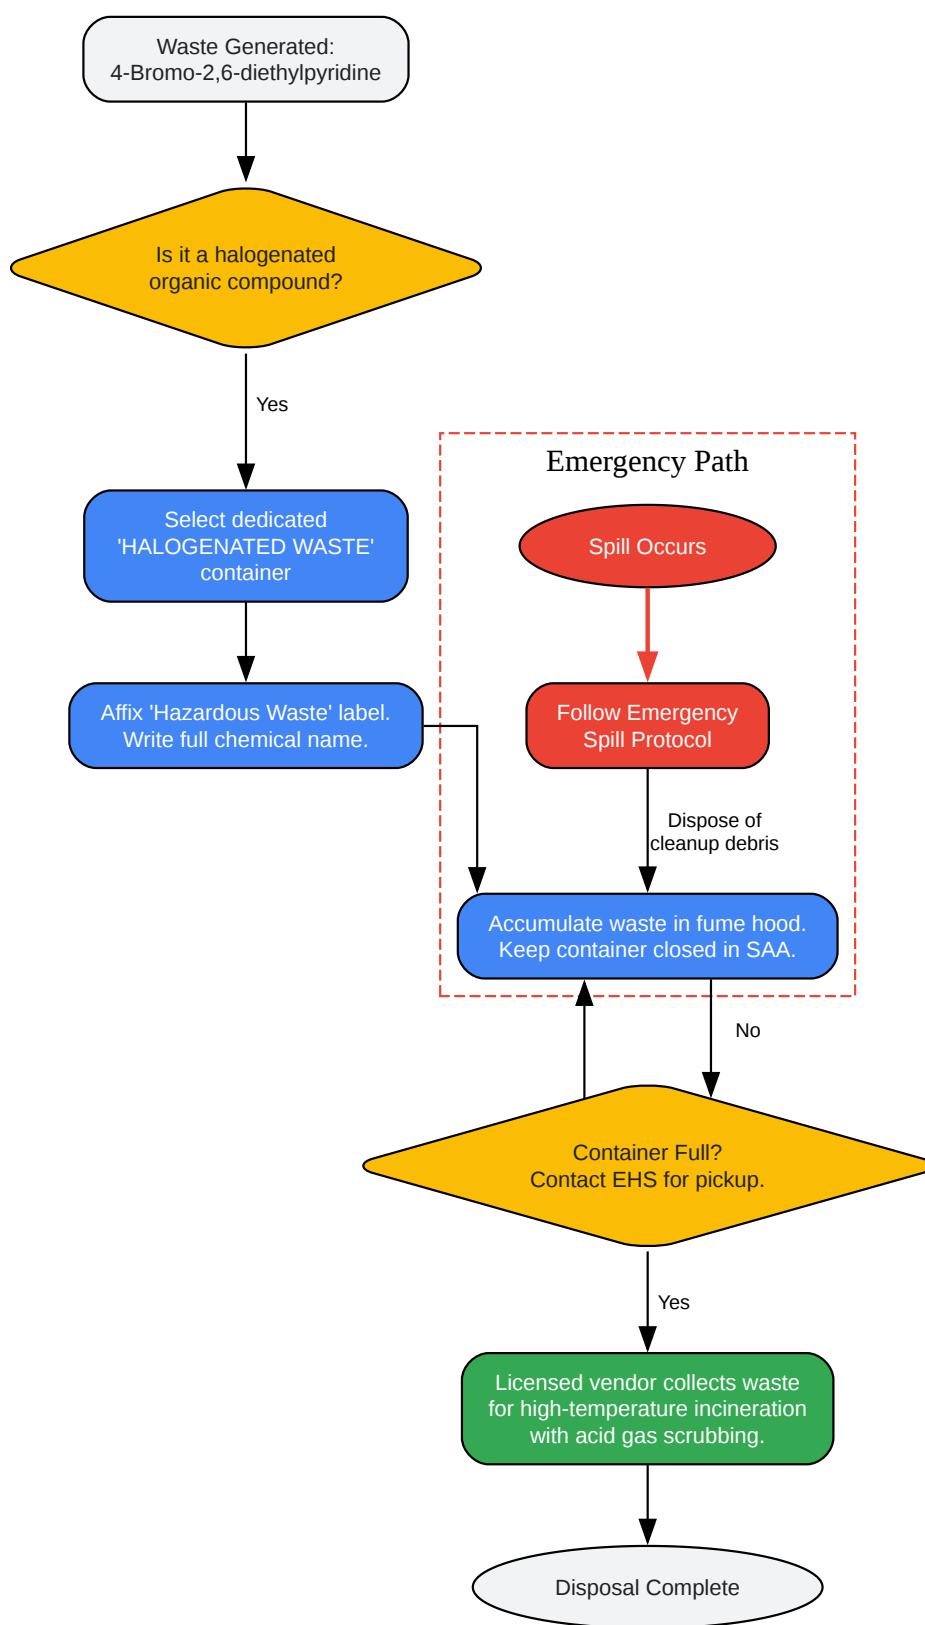 Waste Generated:
4-Bromo-2,6-diethylpyridine
Is it a halogenated
organic compound?
Yes
Select dedicated
'HALOGENATED WASTE'
container
Affix 'Hazardous Waste' label.
Write full chemical name.
Emergency Path
Spill Occurs
Follow Emergency
Spill Protocol
Dispose of
cleanup debris
Accumulate waste in fume hood.
Keep container closed in SAA.
No
Container Full?
Contact EHS for pickup.
Yes
Licensed vendor collects waste
for high-temperature incineration
with acid gas scrubbing.
Disposal Complete